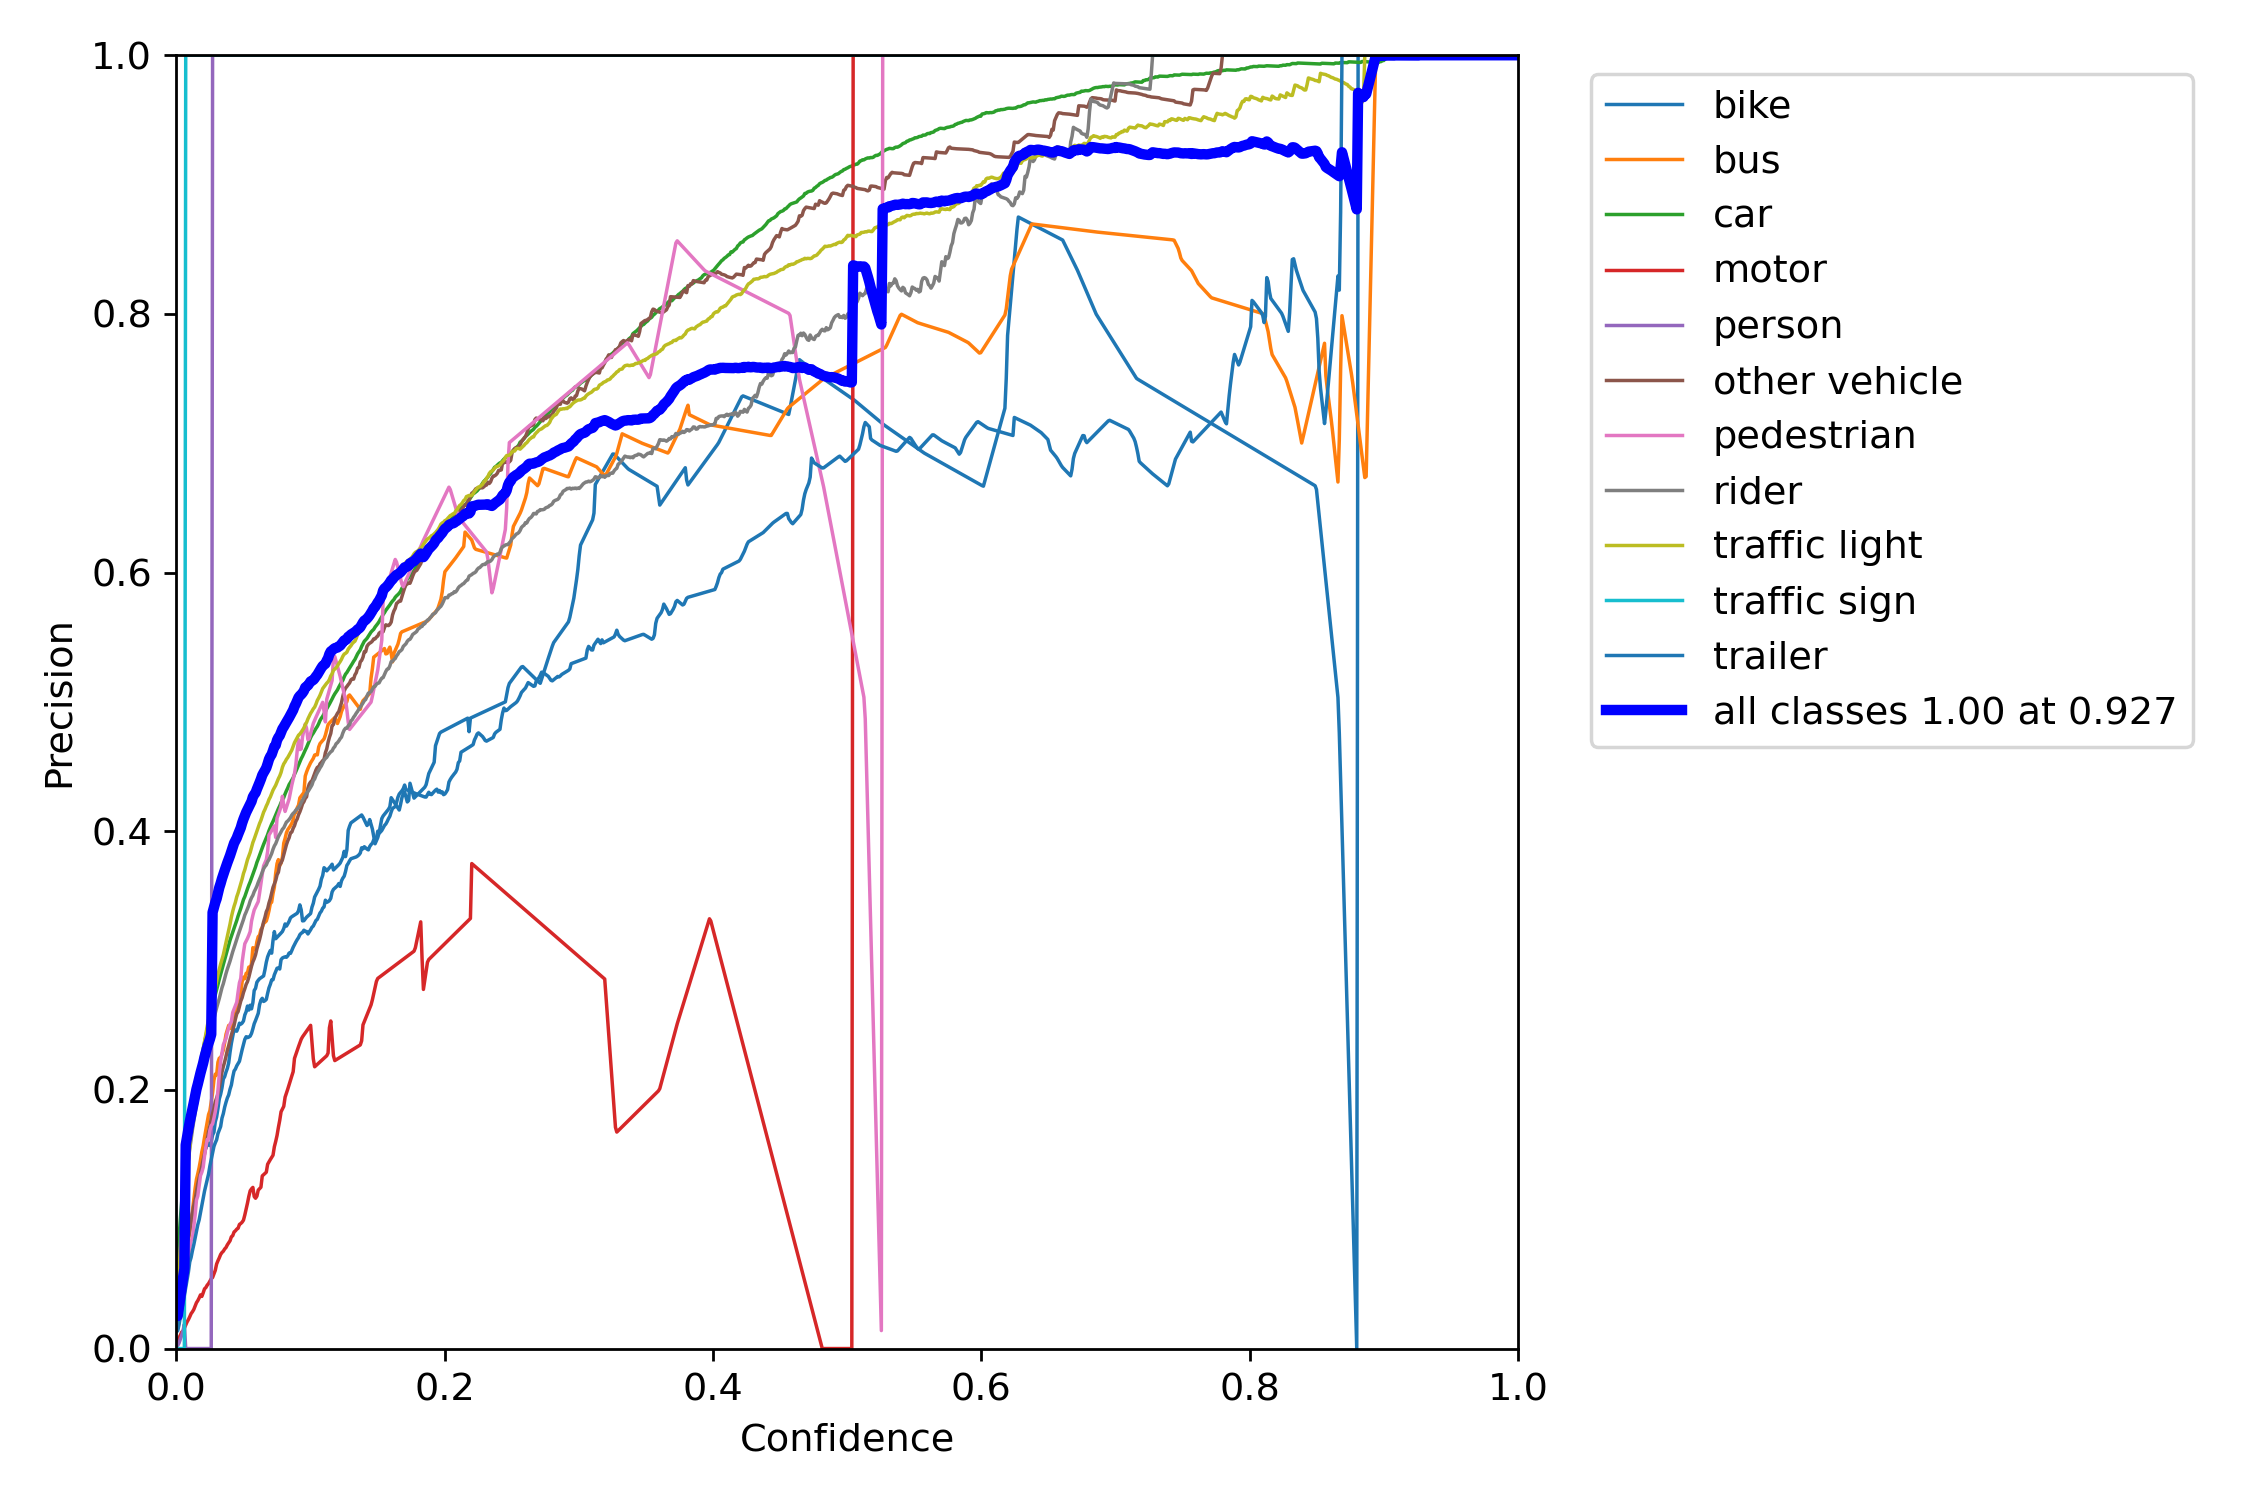 1.0
0.8
0.6
0.4
0.2
0.0
Precision
0.0 0.2 0.4 0.6 0.8 1.0
Confidence
bike
bus
car
motor
person
other vehicle
pedestrian
rider
traffic light
traffic sign
trailer
all classes 1.00 at 0.927